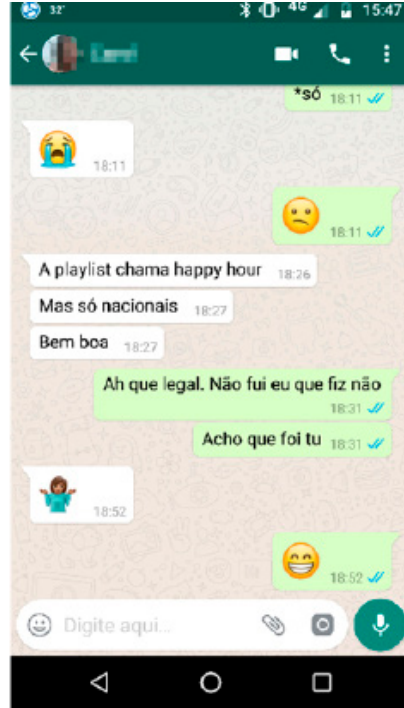 32° 4G 15:47
*só 18:11
18:11
18:11
A playlist chama happy hour 18:26
Mas só nacionais 18:27
Bem boa 18:27
Ah que legal. Não fui eu que fiz não
18:31
Acho que foi tu 18:31
18:52
18:52
Digite aqui...